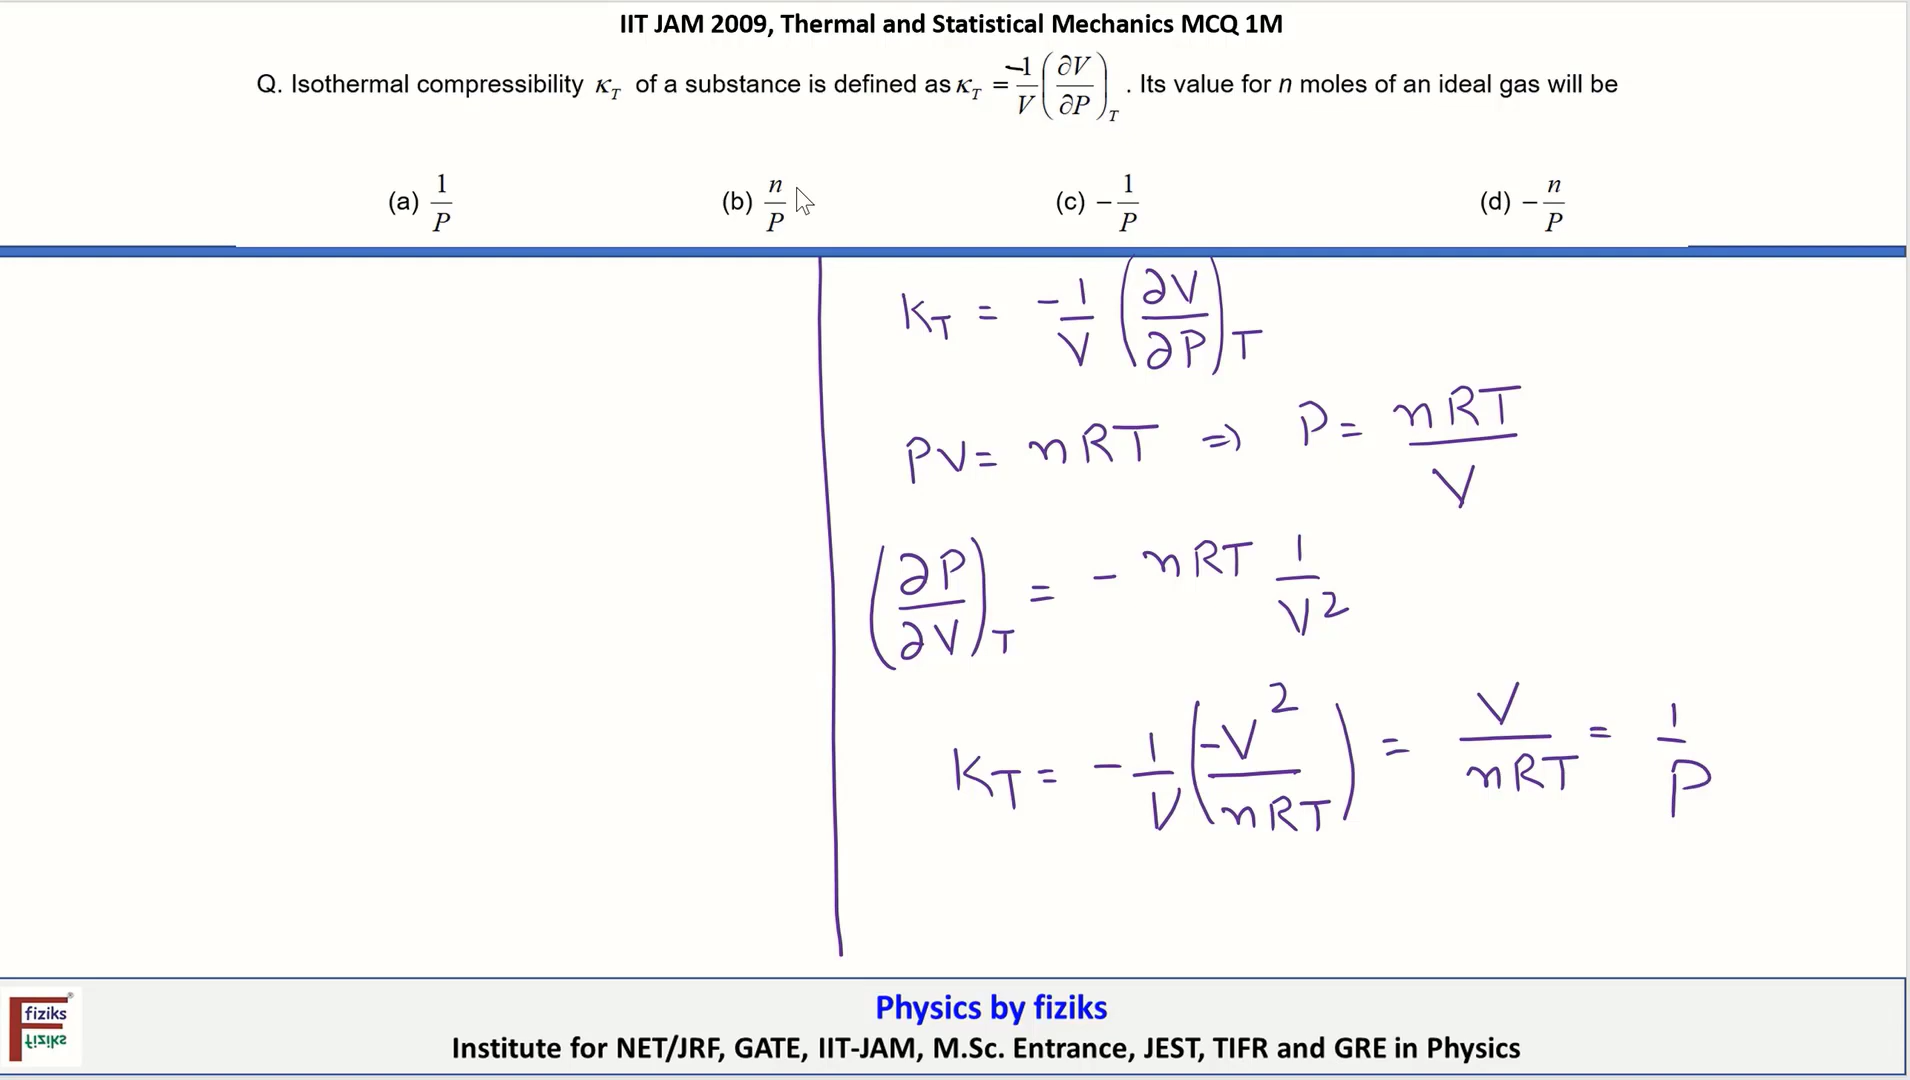 IIT JAM 2009, Thermal and Statistical Mechanics MCQ 1M
Q. Isothermal compressibility κ_T of a substance is defined as κ_T = -1/V (∂V/∂P)_T. Its value for n moles of an ideal gas will be
(a) 1/P (b) n/P (c) -1/P (d) -n/P
K_T = -1/V (∂V/∂P)_T
PV = nRT ⇒ P = nRT/V
(∂P/∂V)_T = - nRT 1/V²
K_T = -1/V (-V²/nRT) = V/nRT = 1/P
fiziks®
fiziks
Physics by fiziks
Institute for NET/JRF, GATE, IIT-JAM, M.Sc. Entrance, JEST, TIFR and GRE in Physics